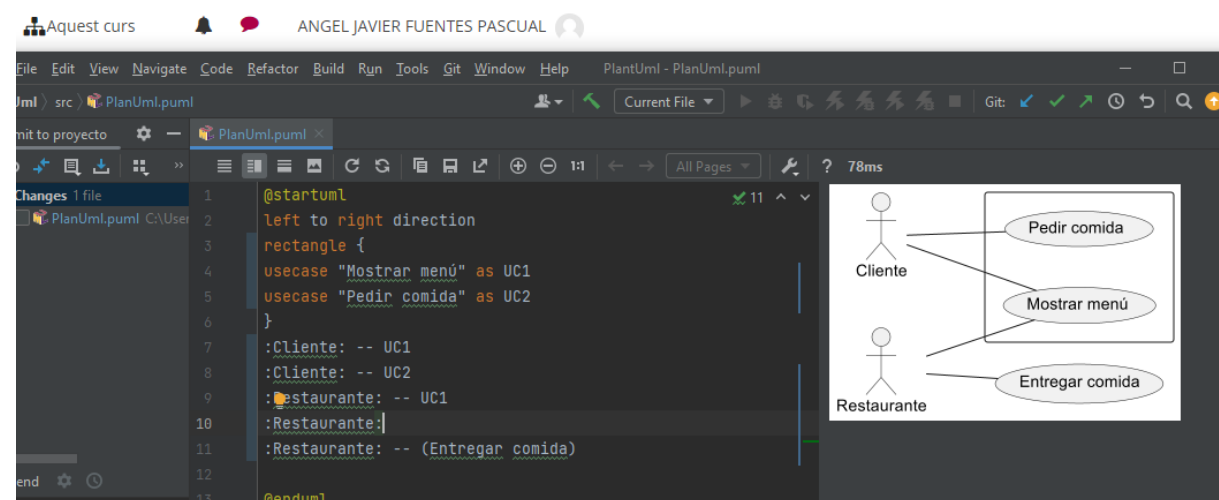 Aquest curs ANGEL JAVIER FUENTES PASCUAL
File Edit View Navigate Code Refactor Build Run Tools Git Window Help PlantUml - PlanUml.puml
src PlanUml.puml Current File Git:
to proyecto PlanUml.puml
1:1 All Pages ? 78ms
Changes 1 file
PlanUml.puml
1 @startuml 11
2 left to right direction
3 rectangle {
4 usecase "Mostrar menú" as UC1
5 usecase "Pedir comida" as UC2
6 }
7 :Cliente: -- UC1
8 :Cliente: -- UC2
9 :Restaurante: -- UC1
10 :Restaurante:
11 :Restaurante: -- (Entregar comida)
12
13 @enduml
Pedir comida
Cliente
Mostrar menú
Entregar comida
Restaurante